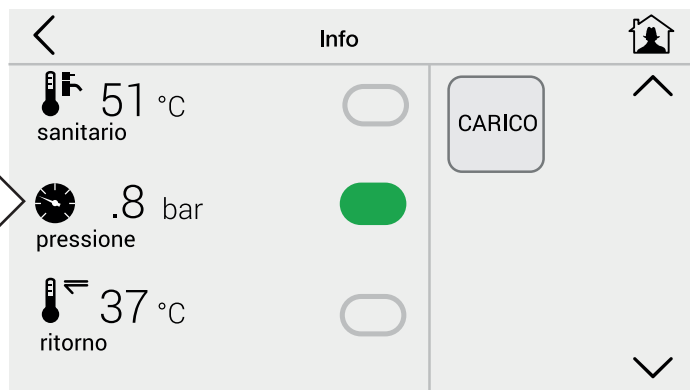 Info
51 °C
sanitario
.8 bar
pressione
37 °C
ritorno
CARICO